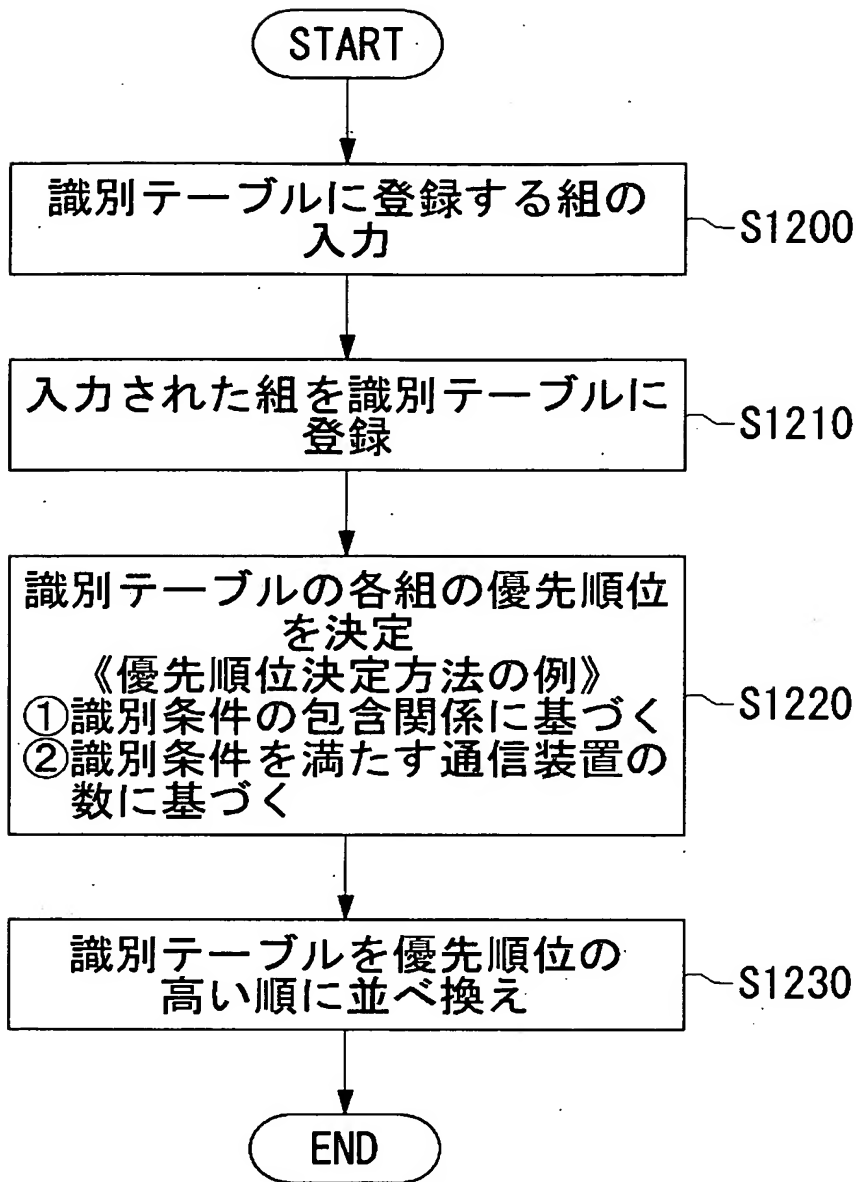 START
識別テーブルに登録する組の
入力
S1200
入力された組を識別テーブルに
登録
S1210
識別テーブルの各組の優先順位
を決定
《優先順位決定方法の例》
①識別条件の包含関係に基づく
②識別条件を満たす通信装置の
数に基づく
S1220
識別テーブルを優先順位の
高い順に並べ換え
S1230
END